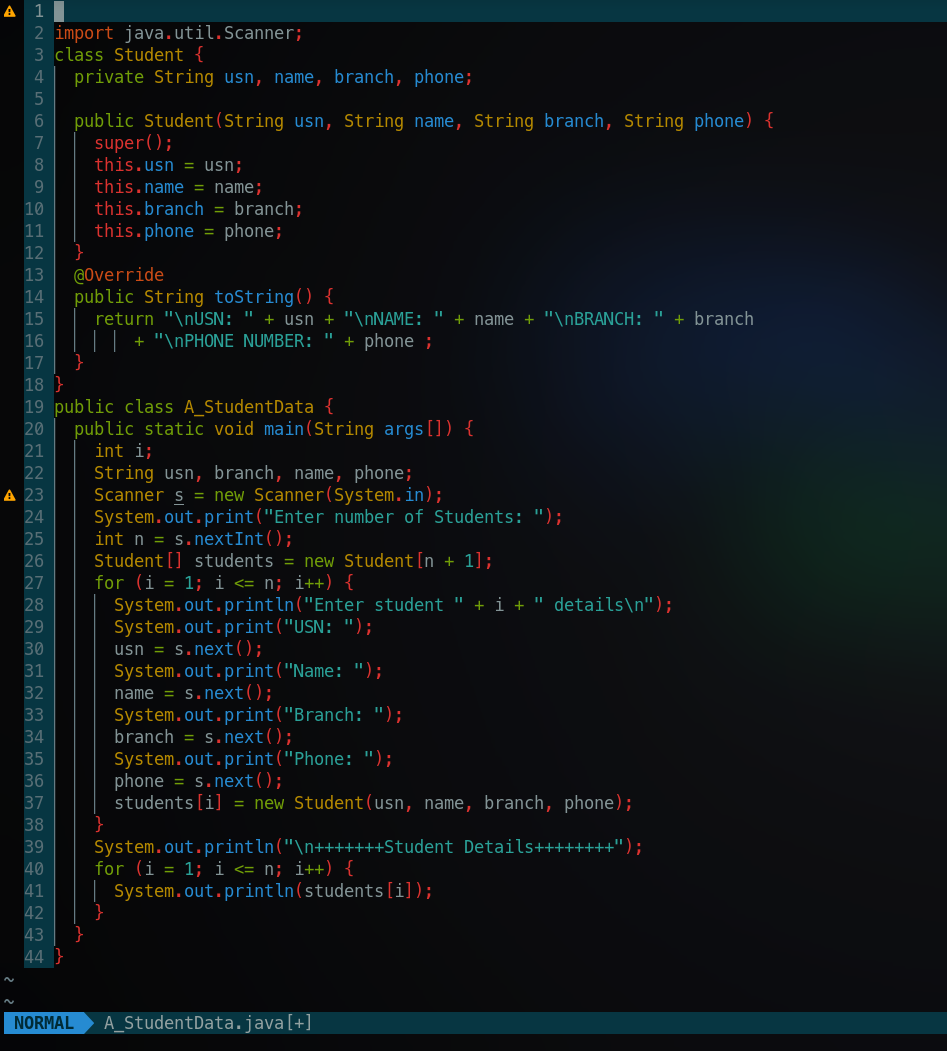 1
2 import java.util.Scanner;
3 class Student {
4   private String usn, name, branch, phone;
5
6   public Student(String usn, String name, String branch, String phone) {
7     super();
8     this.usn = usn;
9     this.name = name;
10     this.branch = branch;
11     this.phone = phone;
12   }
13   @Override
14   public String toString() {
15     return "\nUSN: " + usn + "\nNAME: " + name + "\nBRANCH: " + branch
16         + "\nPHONE NUMBER: " + phone ;
17   }
18 }
19 public class A_StudentData {
20   public static void main(String args[]) {
21     int i;
22     String usn, branch, name, phone;
23     Scanner s = new Scanner(System.in);
24     System.out.print("Enter number of Students: ");
25     int n = s.nextInt();
26     Student[] students = new Student[n + 1];
27     for (i = 1; i <= n; i++) {
28       System.out.println("Enter student " + i + " details\n");
29       System.out.print("USN: ");
30       usn = s.next();
31       System.out.print("Name: ");
32       name = s.next();
33       System.out.print("Branch: ");
34       branch = s.next();
35       System.out.print("Phone: ");
36       phone = s.next();
37       students[i] = new Student(usn, name, branch, phone);
38     }
39     System.out.println("\n+++++++Student Details++++++++");
40     for (i = 1; i <= n; i++) {
41       System.out.println(students[i]);
42     }
43   }
44 }
~
~
NORMAL A_StudentData.java[+]